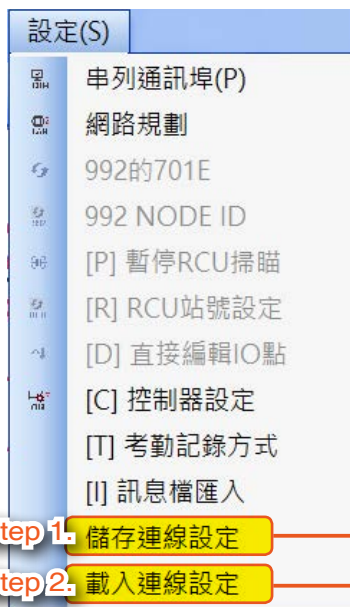 設定(S)
串列通訊埠(P)
網路規劃
992的701E
992 NODE ID
[P] 暫停RCU掃瞄
[R] RCU站號設定
[D] 直接編輯IO點
[C] 控制器設定
[T] 考勤記錄方式
[I] 訊息檔匯入
tep 1. 儲存連線設定
tep 2. 載入連線設定